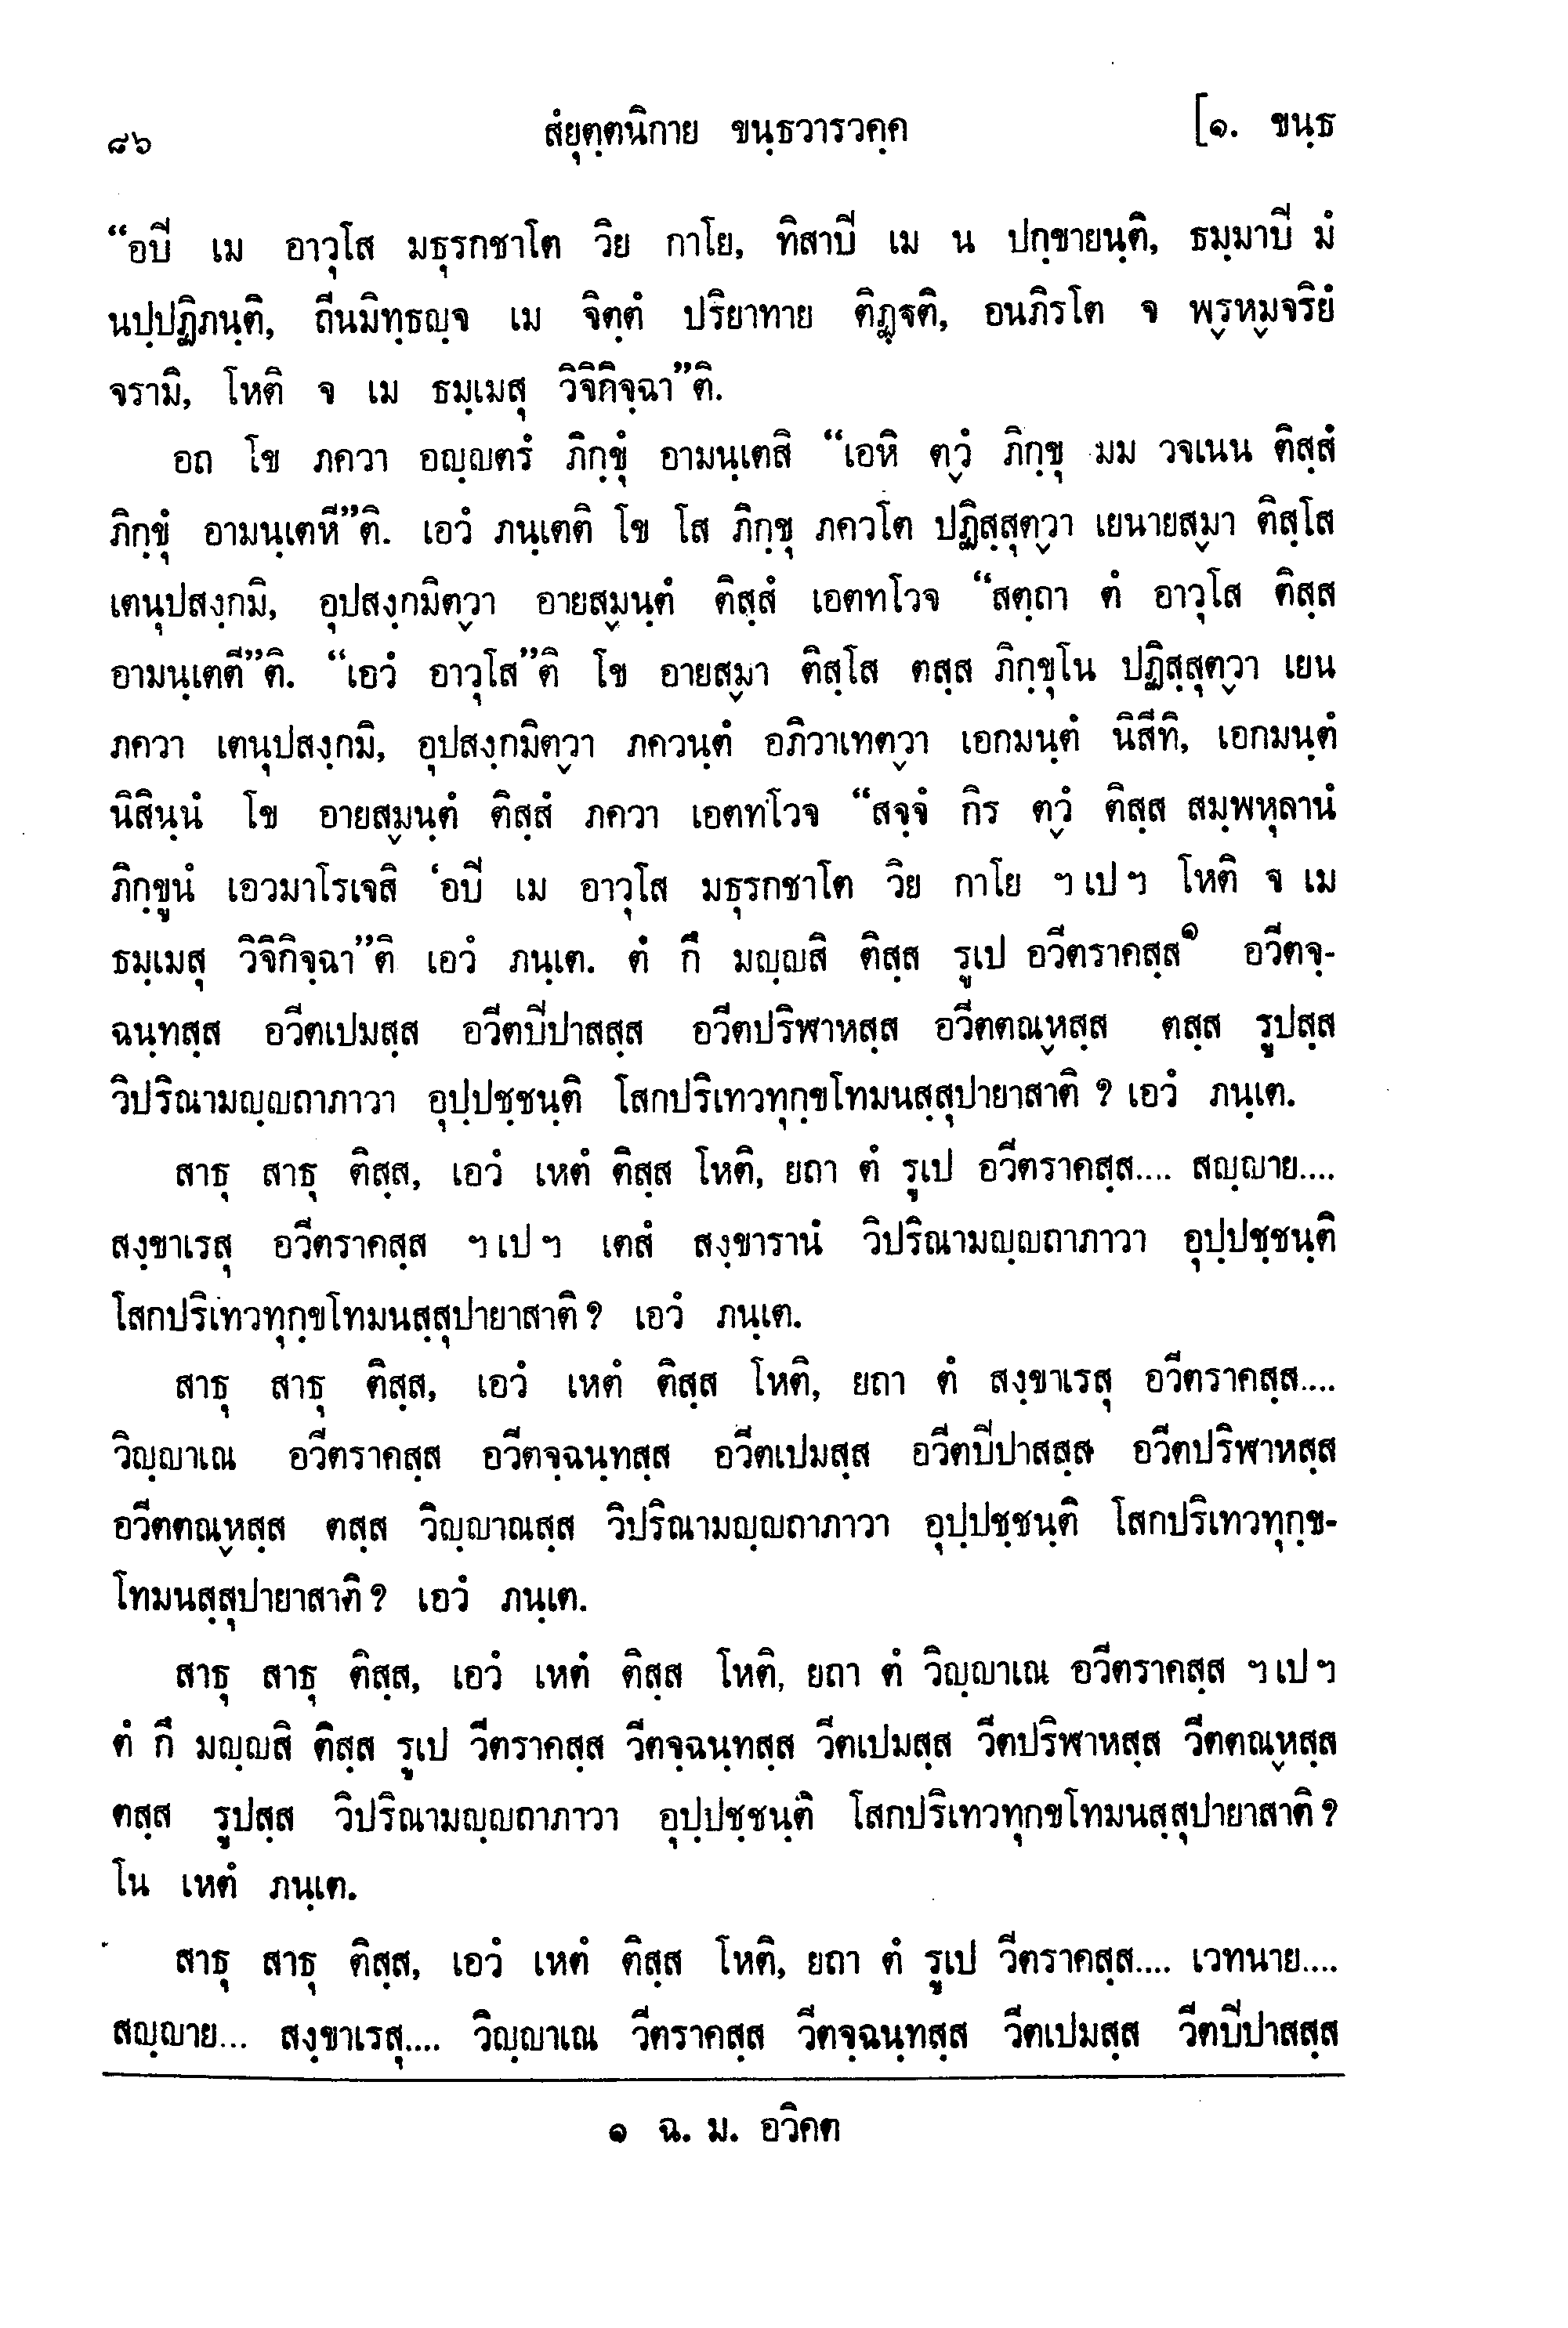 ๘๖ สํยุตฺตนิกาย ขนฺธวารวคฺค [๑. ขนฺธ
“อปิ เม อาวุโส มธุรกชาโต วิย กาโย, ทิสาปิ เม น ปกฺขายนฺติ, ธมฺมาปิ มํ
นปฺปฏิภนฺติ, ถีนมิทฺธญฺจ เม จิตฺตํ ปริยาทาย ติฏฺฐติ, อนภิรโต จ พฺรหฺมจริยํ
จรามิ, โหติ จ เม ธมฺเมสุ วิจิกิจฺฉา”ติ.
อถ โข ภควา อญฺญตรํ ภิกฺขุํ อามนฺเตสิ “เอหิ ตฺวํ ภิกฺขุ มม วจเนน ติสฺสํ
ภิกฺขุํ อามนฺเตหี”ติ. เอวํ ภนฺเตติ โข โส ภิกฺขุ ภควโต ปฏิสฺสุตฺวา เยนายสฺมา ติสฺโส
เตนุปสงฺกมิ, อุปสงฺกมิตฺวา อายสฺมนฺตํ ติสฺสํ เอตทโวจ “สตฺถา ตํ อาวุโส ติสฺส
อามนฺเตตี”ติ. “เอวํ อาวุโส”ติ โข อายสฺมา ติสฺโส ตสฺส ภิกฺขุโน ปฏิสฺสุตฺวา เยน
ภควา เตนุปสงฺกมิ, อุปสงฺกมิตฺวา ภควนฺตํ อภิวาเทตฺวา เอกมนฺตํ นิสีทิ, เอกมนฺตํ
นิสินฺนํ โข อายสฺมนฺตํ ติสฺสํ ภควา เอตทโวจ “สจฺจํ กิร ตฺวํ ติสฺส สมฺพหุลานํ
ภิกฺขูนํ เอวมาโรเจสิ ‘อปิ เม อาวุโส มธุรกชาโต วิย กาโย ฯ เป ฯ โหติ จ เม
ธมฺเมสุ วิจิกิจฺฉา”ติ เอวํ ภนฺเต. ตํ กึ มญฺญสิ ติสฺส รูเป อวีตราคสฺส๑ อวีตจฺ-
ฉนฺทสฺส อวีตเปมสฺส อวีตปิปาสสฺส อวีตปริฬาหสฺส อวีตตณฺหสฺส ตสฺส รูปสฺส
วิปริณามญฺญถาภาวา อุปฺปชฺชนฺติ โสกปริเทวทุกฺขโทมนสฺสุปายาสาติ ? เอวํ ภนฺเต.
สาธุ สาธุ ติสฺส, เอวํ เหตํ ติสฺส โหติ, ยถา ตํ รูเป อวีตราคสฺส.... สญฺญาย....
สงฺขาเรสุ อวีตราคสฺส ฯ เป ฯ เตสํ สงฺขารานํ วิปริณามญฺญถาภาวา อุปฺปชฺชนฺติ
โสกปริเทวทุกฺขโทมนสฺสุปายาสาติ ? เอวํ ภนฺเต.
สาธุ สาธุ ติสฺส, เอวํ เหตํ ติสฺส โหติ, ยถา ตํ สงฺขาเรสุ อวีตราคสฺส....
วิญฺญาเณ อวีตราคสฺส อวีตจฺฉนฺทสฺส อวีตเปมสฺส อวีตปิปาสสฺส อวีตปริฬาหสฺส
อวีตตณฺหสฺส ตสฺส วิญฺญาณสฺส วิปริณามญฺญถาภาวา อุปฺปชฺชนฺติ โสกปริเทวทุกฺข-
โทมนสฺสุปายาสาติ ? เอวํ ภนฺเต.
สาธุ สาธุ ติสฺส, เอวํ เหตํ ติสฺส โหติ, ยถา ตํ วิญฺญาเณ อวีตราคสฺส ฯ เป ฯ
ตํ กึ มญฺญสิ ติสฺส รูเป วีตราคสฺส วีตจฺฉนฺทสฺส วีตเปมสฺส วีตปริฬาหสฺส วีตตณฺหสฺส
ตสฺส รูปสฺส วิปริณามญฺญถาภาวา อุปฺปชฺชนฺติ โสกปริเทวทุกขโทมนสฺสุปายาสาติ ?
โน เหตํ ภนฺเต.
สาธุ สาธุ ติสฺส, เอวํ เหตํ ติสฺส โหติ, ยถา ตํ รูเป วีตราคสฺส.... เวทนาย....
สญฺญาย... สงฺขาเรสุ.... วิญฺญาเณ วีตราคสฺส วีตจฺฉนฺทสฺส วีตเปมสฺส วีตปิปาสสฺส
๑ ฉ. ม. อวิคต